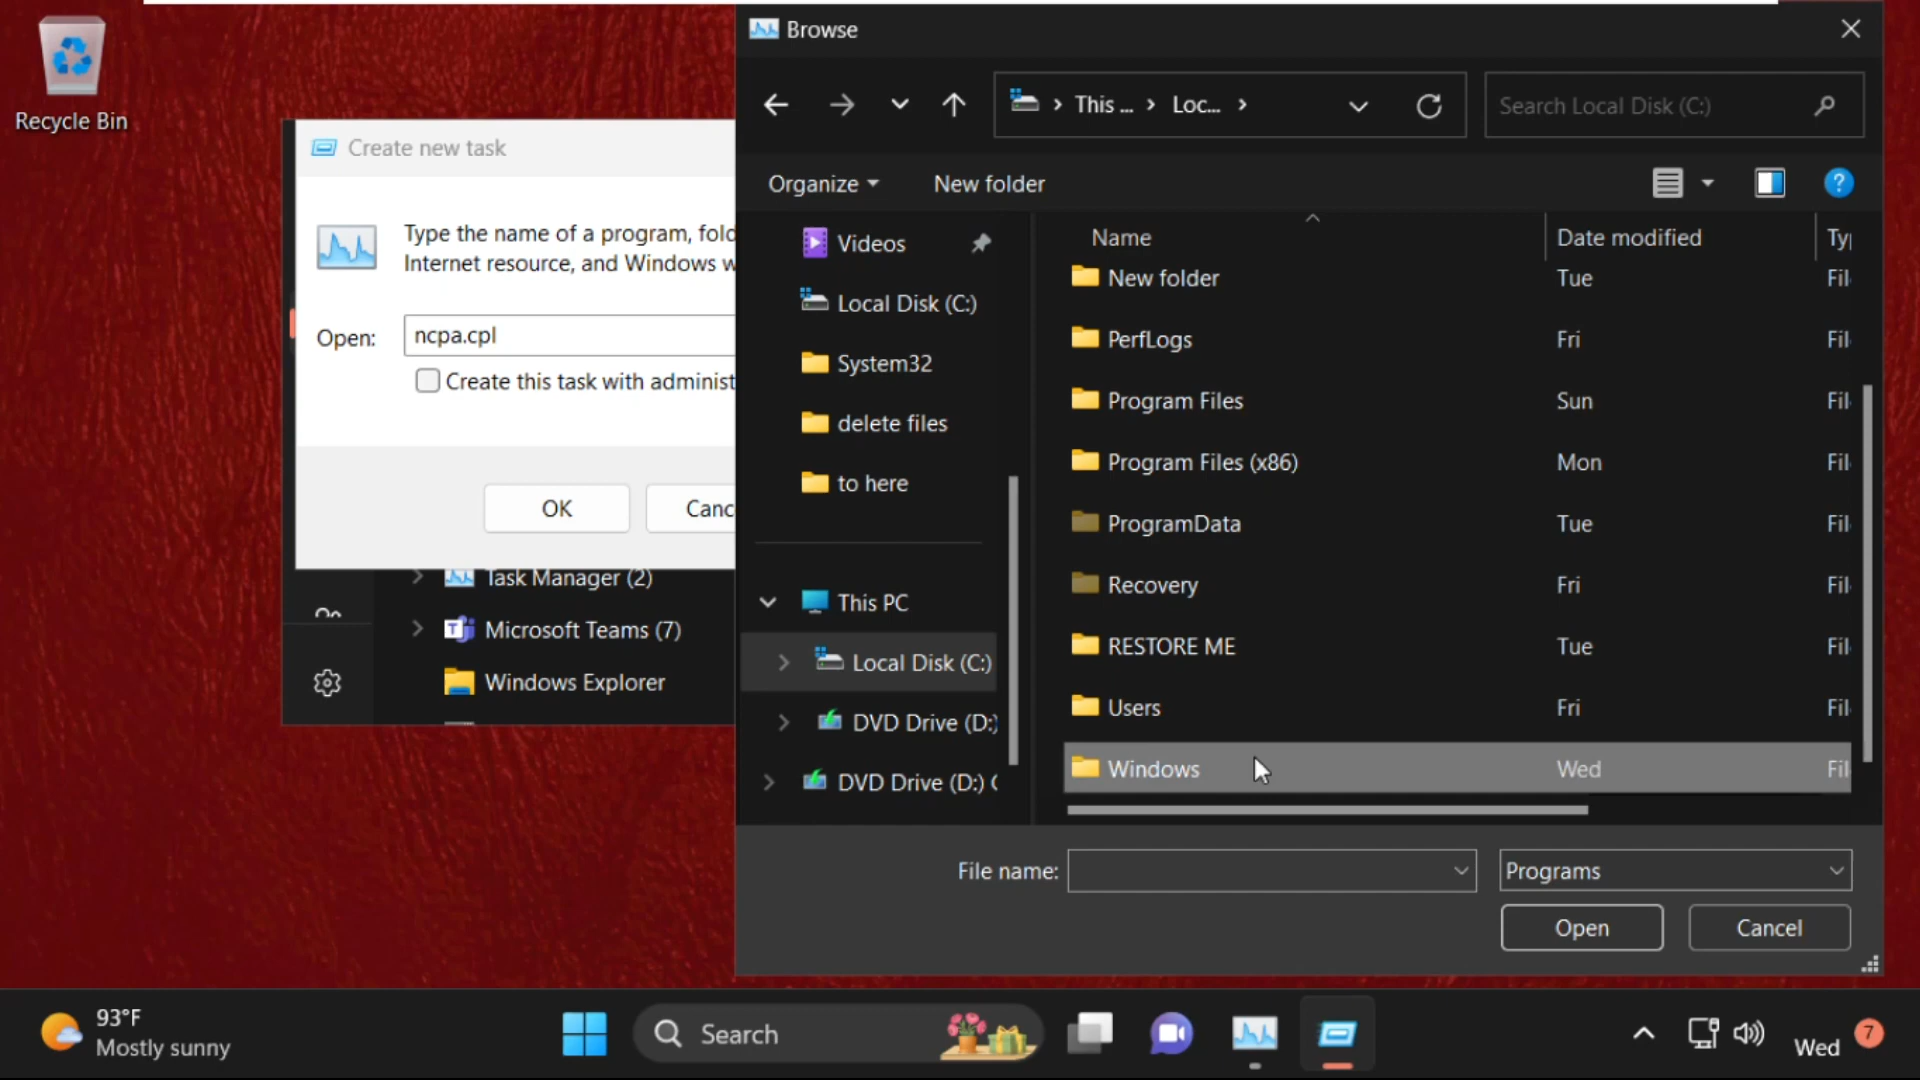 Recycle Bin
Create new task
Type the name of a program, fold
Internet resource, and Windows w
Open:
ncpa.cpl
Create this task with administ
OK
Canc
Task Manager (2)
Microsoft Teams (7)
Windows Explorer
Browse
This ...
Loc...
Search Local Disk (C:)
Organize
New folder
?
Videos
Local Disk (C:)
System32
delete files
to here
This PC
Local Disk (C:)
DVD Drive (D:)
DVD Drive (D:) C
Name Date modified Typ
New folder Tue Fil
PerfLogs Fri Fil
Program Files Sun Fil
Program Files (x86) Mon Fil
ProgramData Tue Fil
Recovery Fri Fil
RESTORE ME Tue Fil
Users Fri Fil
Windows Wed Fil
File name:
Programs
Open
Cancel
93°F
Mostly sunny
Search
Wed
7